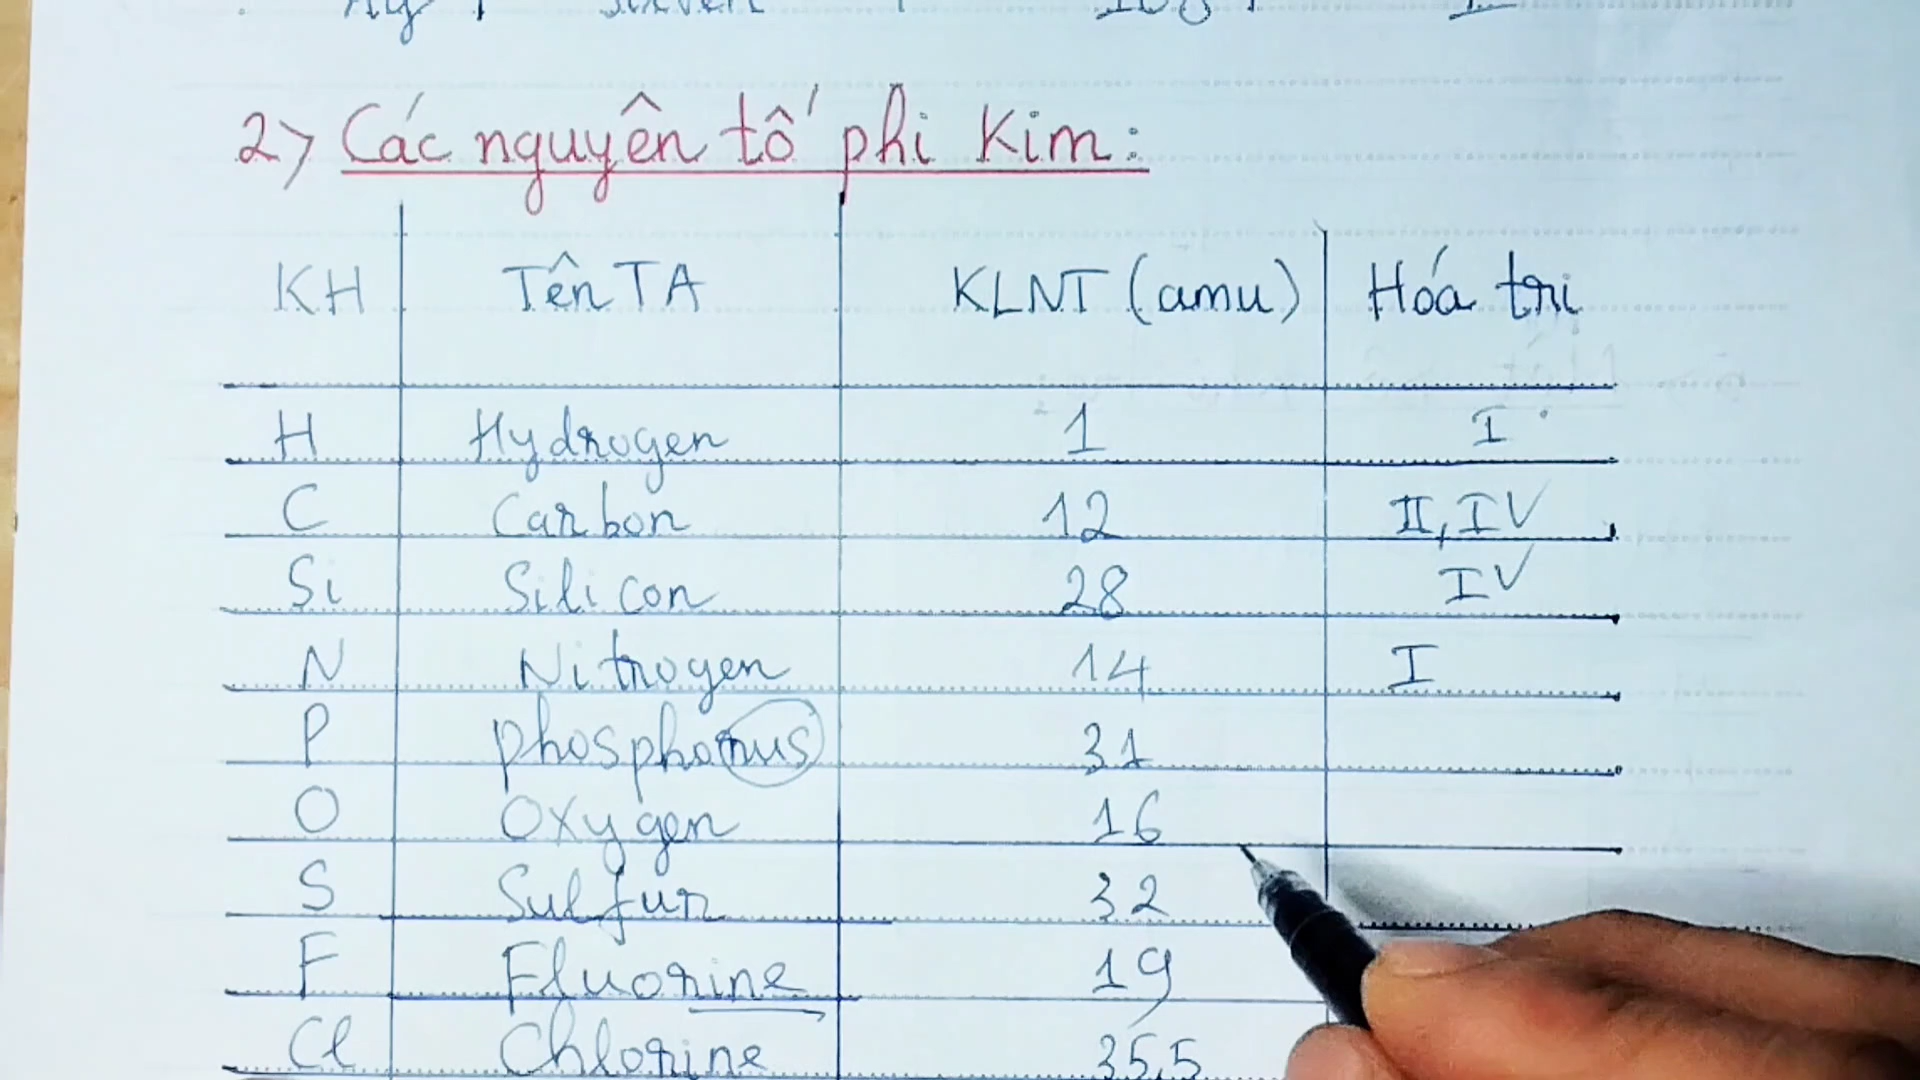 2) Các nguyên tố phi kim:
KH Tên TA KLNT (amu) Hóa trị
H Hydrogen 1 I
C Carbon 12 II, IV
Si Silicon 28 IV
N Nitrogen 14 I
P phosphorus 31
O Oxygen 16
S Sulfur 32
F Fluorine 19
Cl Chlorine 35,5